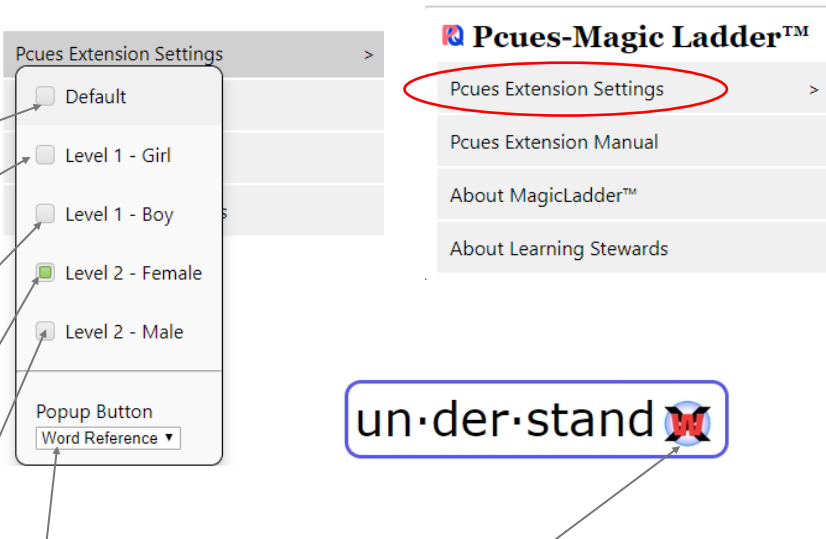 Pcues Extension Settings >
Default
Level 1 - Girl
Level 1 - Boy
s
Level 2 - Female
Level 2 - Male
Popup Button
Word Reference ▼
Pcues-Magic Ladder™
Pcues Extension Settings >
Pcues Extension Manual
About MagicLadder™
About Learning Stewards
un·der·stand W